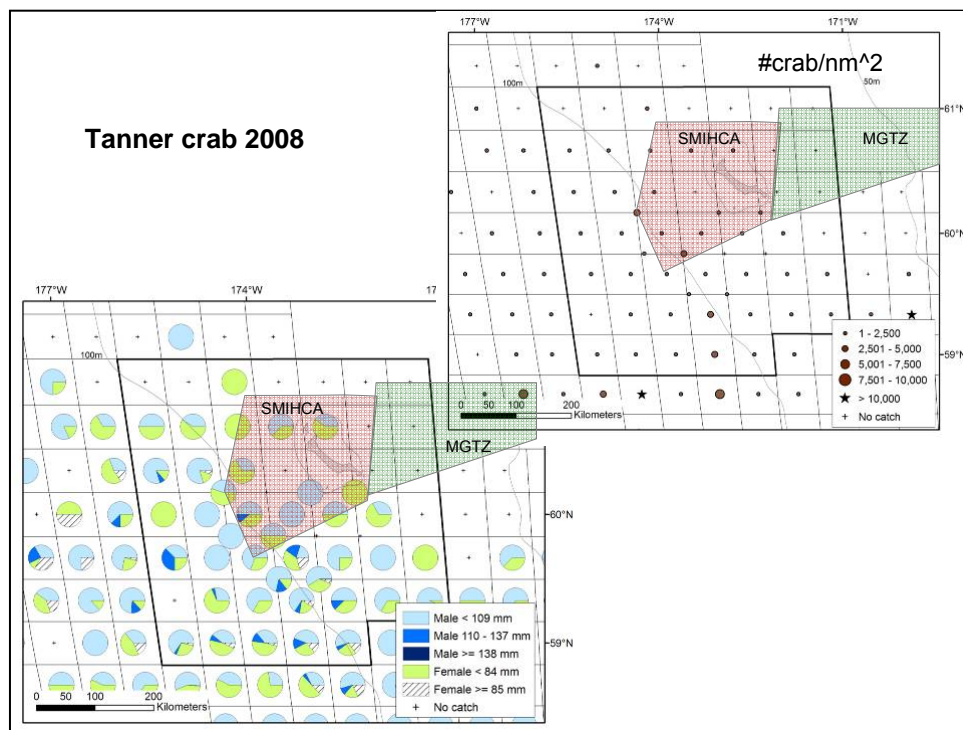 Tanner crab 2008
177°W 174°W 171°W
#crab/nm^2
100m 50m
61°N
SMIHCA MGTZ
60°N
59°N
1 - 2,500
2,501 - 5,000
5,001 - 7,500
7,501 - 10,000
> 10,000
No catch
0 50 100 200
Kilometers
177°W 174°W 17
100m
SMIHCA
MGTZ
60°N
59°N
Male < 109 mm
Male 110 - 137 mm
Male >= 138 mm
Female < 84 mm
Female >= 85 mm
No catch
0 50 100 200
Kilometers